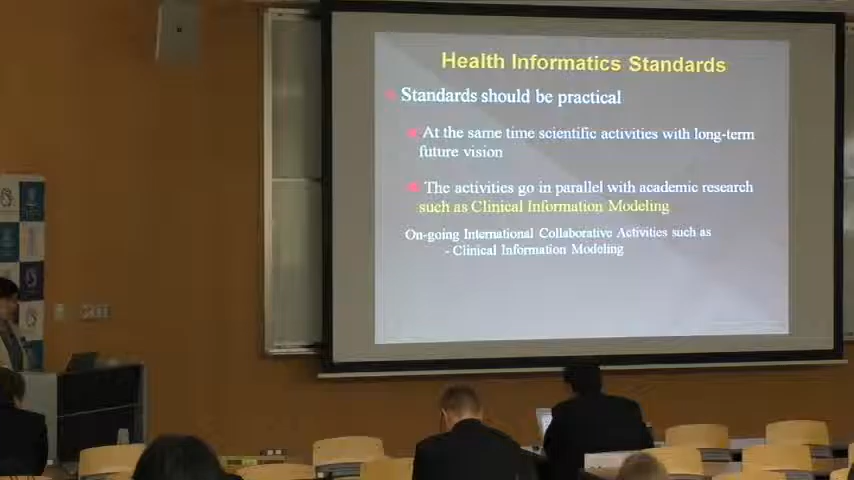 Health Informatics Standards
Standards should be practical
At the same time scientific activities with long-term
future vision
The activities go in parallel with academic research
such as Clinical Information Modeling
On-going International Collaborative Activities such as
- Clinical Information Modeling